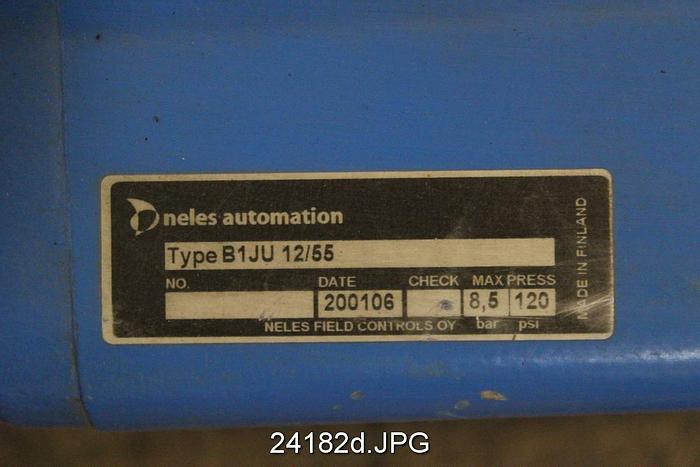 neles automation
Type B1JU 12/55
NO. DATE CHECK MAX PRESS
200106 8,5 120
NELES FIELD CONTROLS OY bar psi
MADE IN FINLAND
24182d.JPG